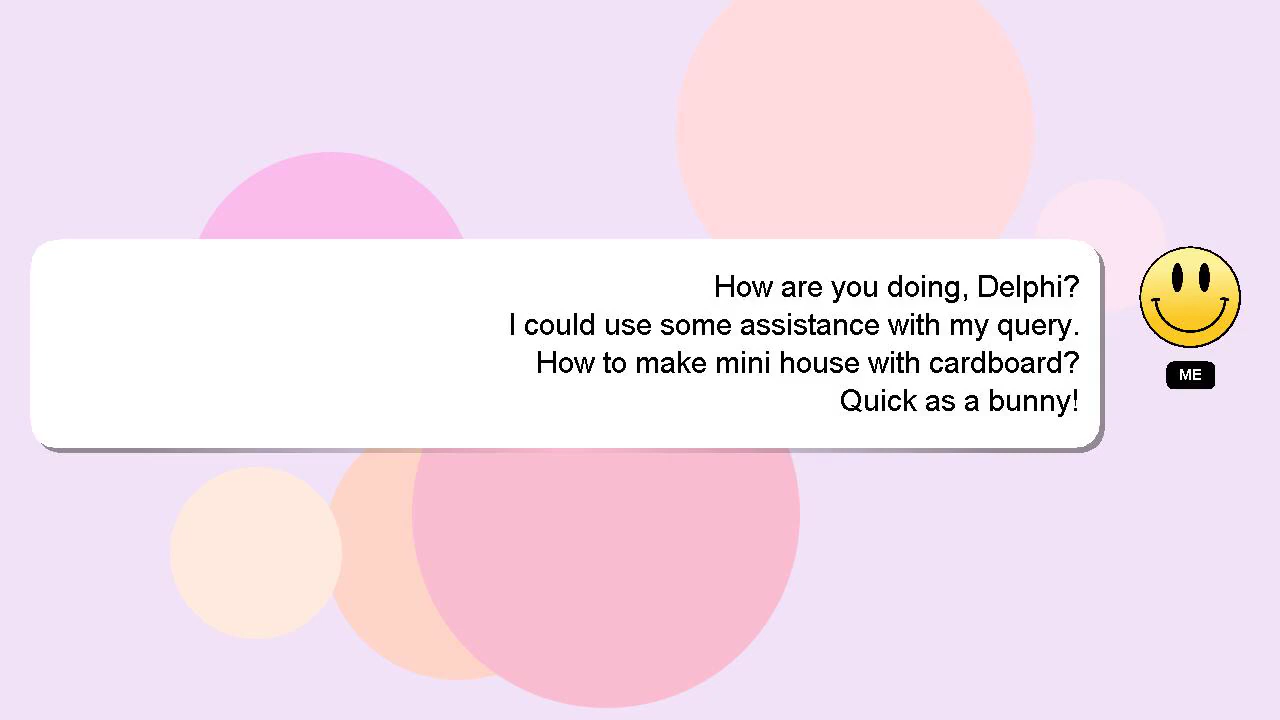 How are you doing, Delphi?
I could use some assistance with my query.
How to make mini house with cardboard?
Quick as a bunny!
ME